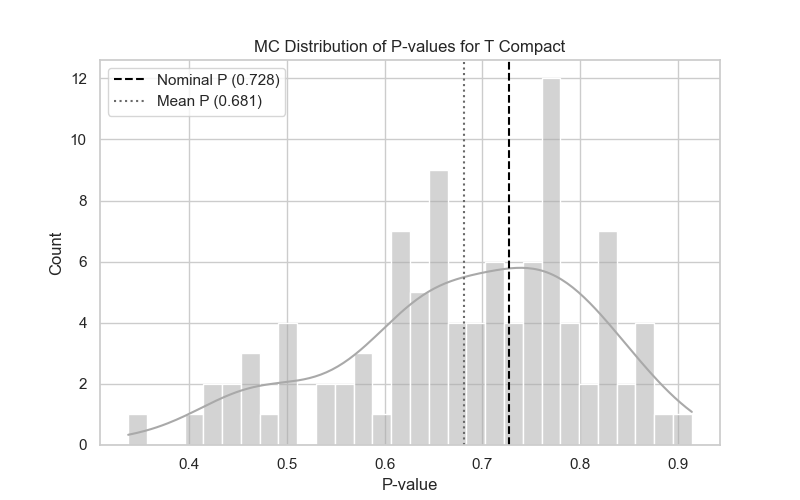 MC Distribution of P-values for T Compact
Nominal P (0.728)
Mean P (0.681)
12
10
8
6
4
2
0
Count
0.4 0.5 0.6 0.7 0.8 0.9
P-value